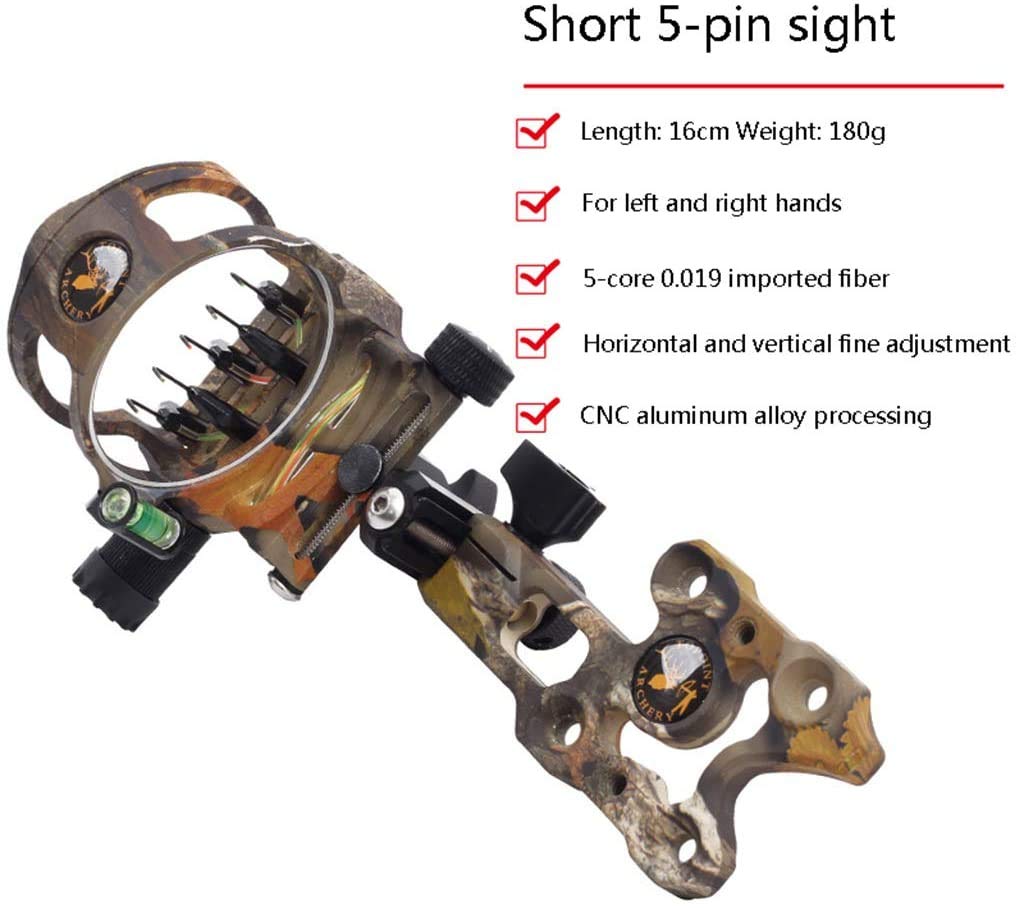 Short 5-pin sight
Length: 16cm Weight: 180g
For left and right hands
5-core 0.019 imported fiber
Horizontal and vertical fine adjustment
CNC aluminum alloy processing
ARCHERY
ARCHERY